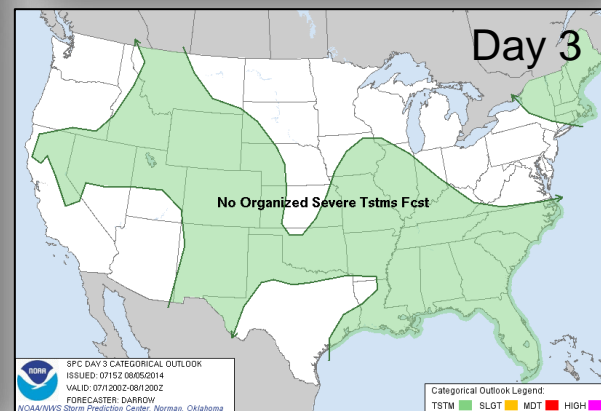 Day 3
No Organized Severe Tstms Fcst
NOAA
SPC DAY 3 CATEGORICAL OUTLOOK
ISSUED: 0715Z 08/05/2014
VALID: 07/1200Z-08/1200Z
FORECASTER: DARROW
NOAA/NWS Storm Prediction Center, Norman, Oklahoma
Categorical Outlook Legend:
TSTM SLGT MDT HIGH